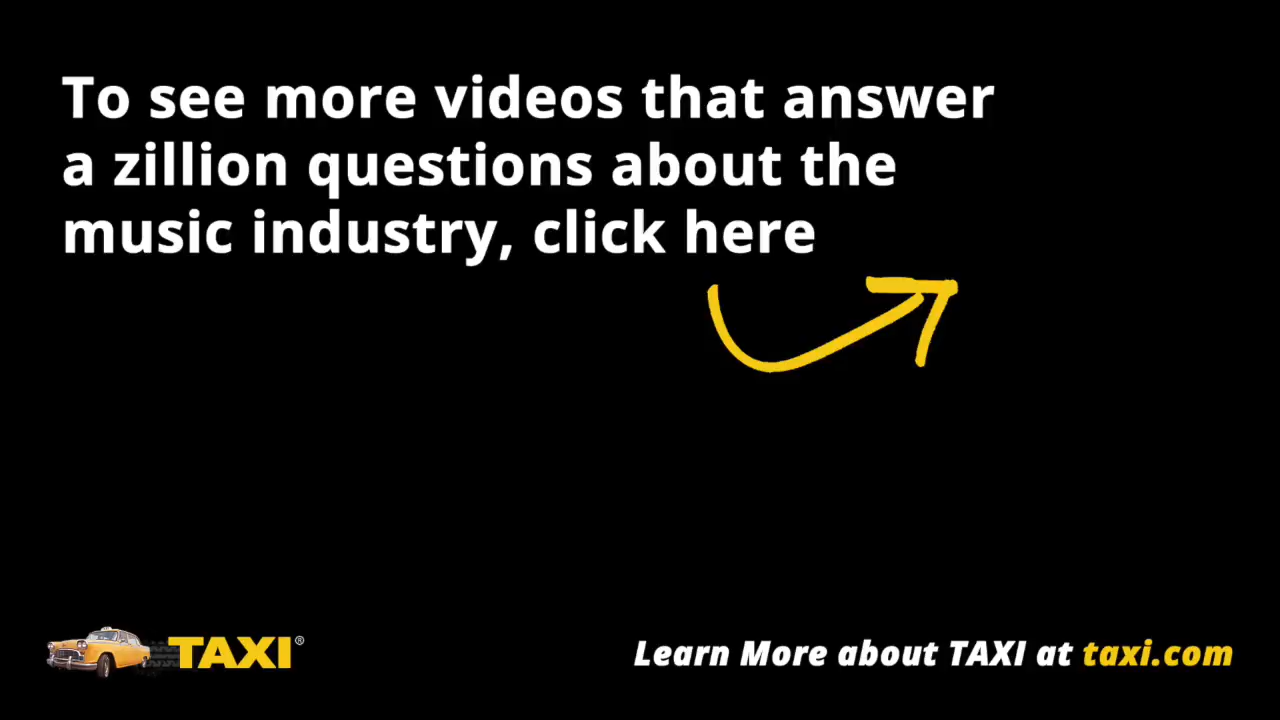 To see more videos that answer
a zillion questions about the
music industry, click here
TAXI®
Learn More about TAXI at taxi.com